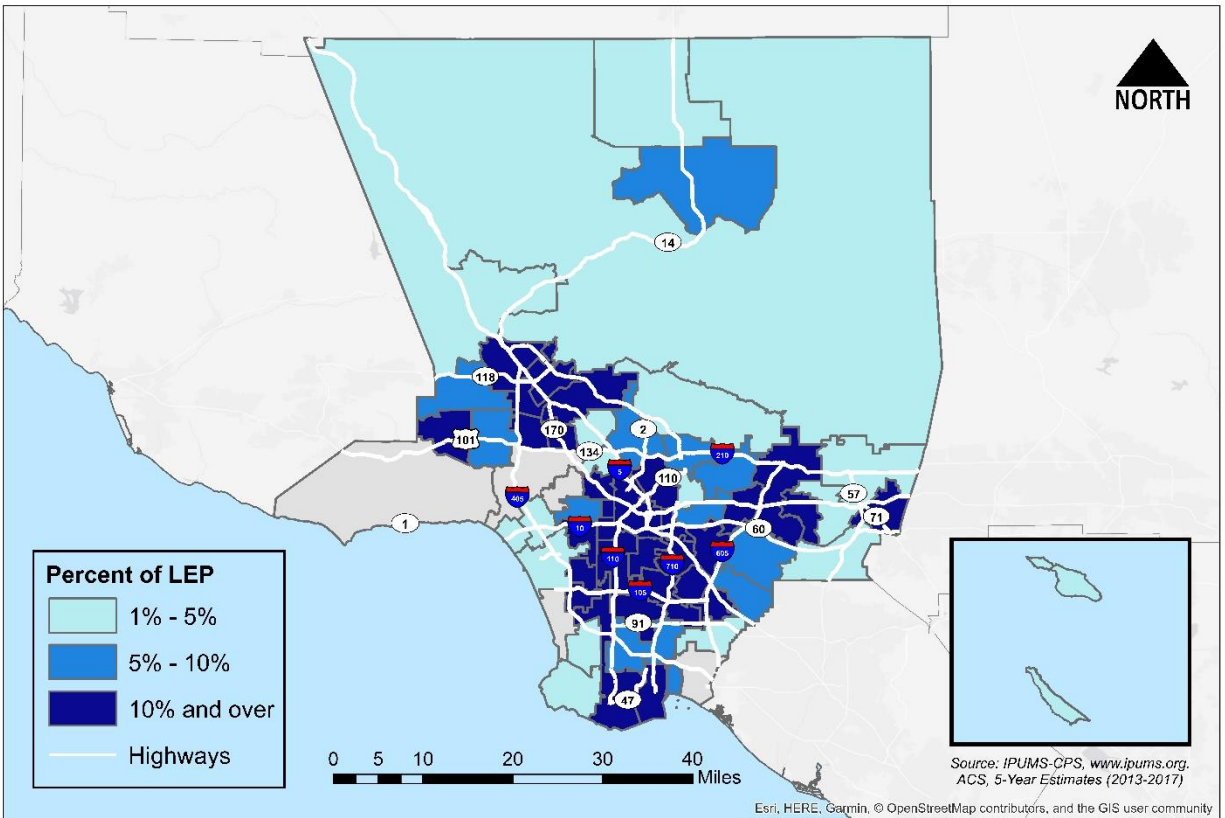 NORTH
14
118
101
170
134
2
5
110
210
57
71
405
1
10
60
110
710
605
105
91
47
Percent of LEP
1% - 5%
5% - 10%
10% and over
Highways
0 5 10 20 30 40
Miles
Source: IPUMS-CPS, www.ipums.org.
ACS, 5-Year Estimates (2013-2017)
Esri, HERE, Garmin, © OpenStreetMap contributors, and the GIS user community